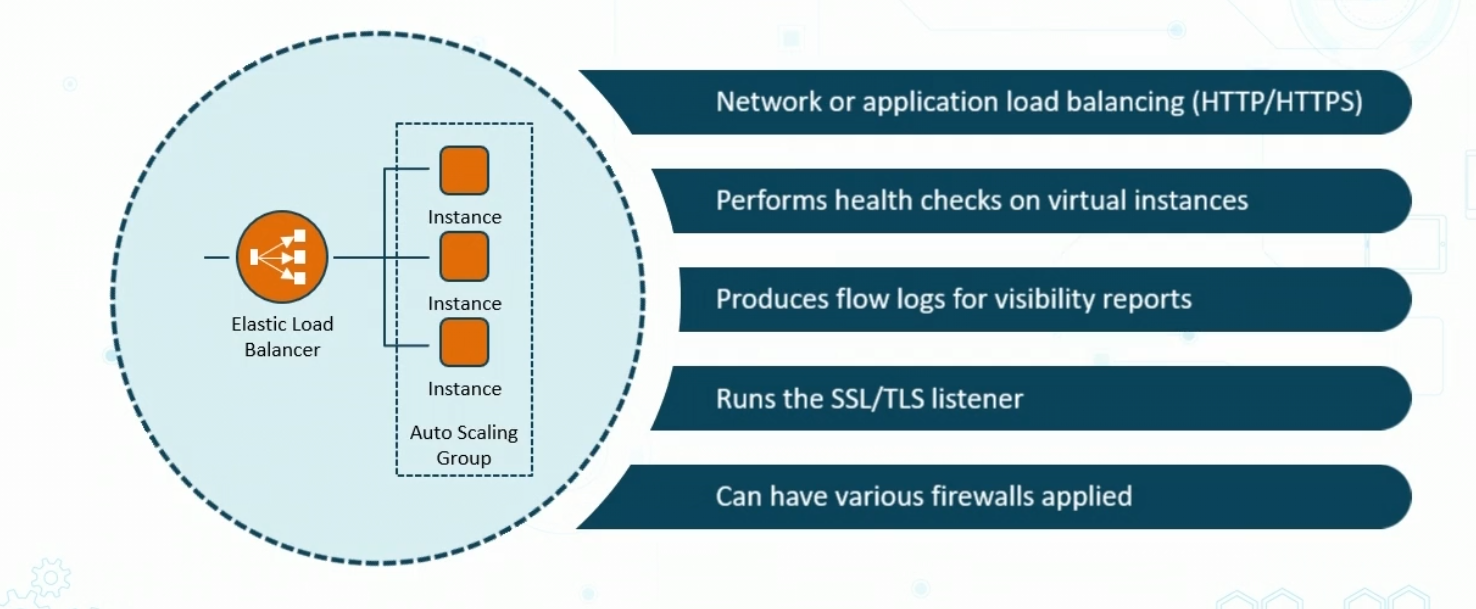 Elastic Load
Balancer
Instance
Instance
Instance
Auto Scaling
Group
Network or application load balancing (HTTP/HTTPS)
Performs health checks on virtual instances
Produces flow logs for visibility reports
Runs the SSL/TLS listener
Can have various firewalls applied